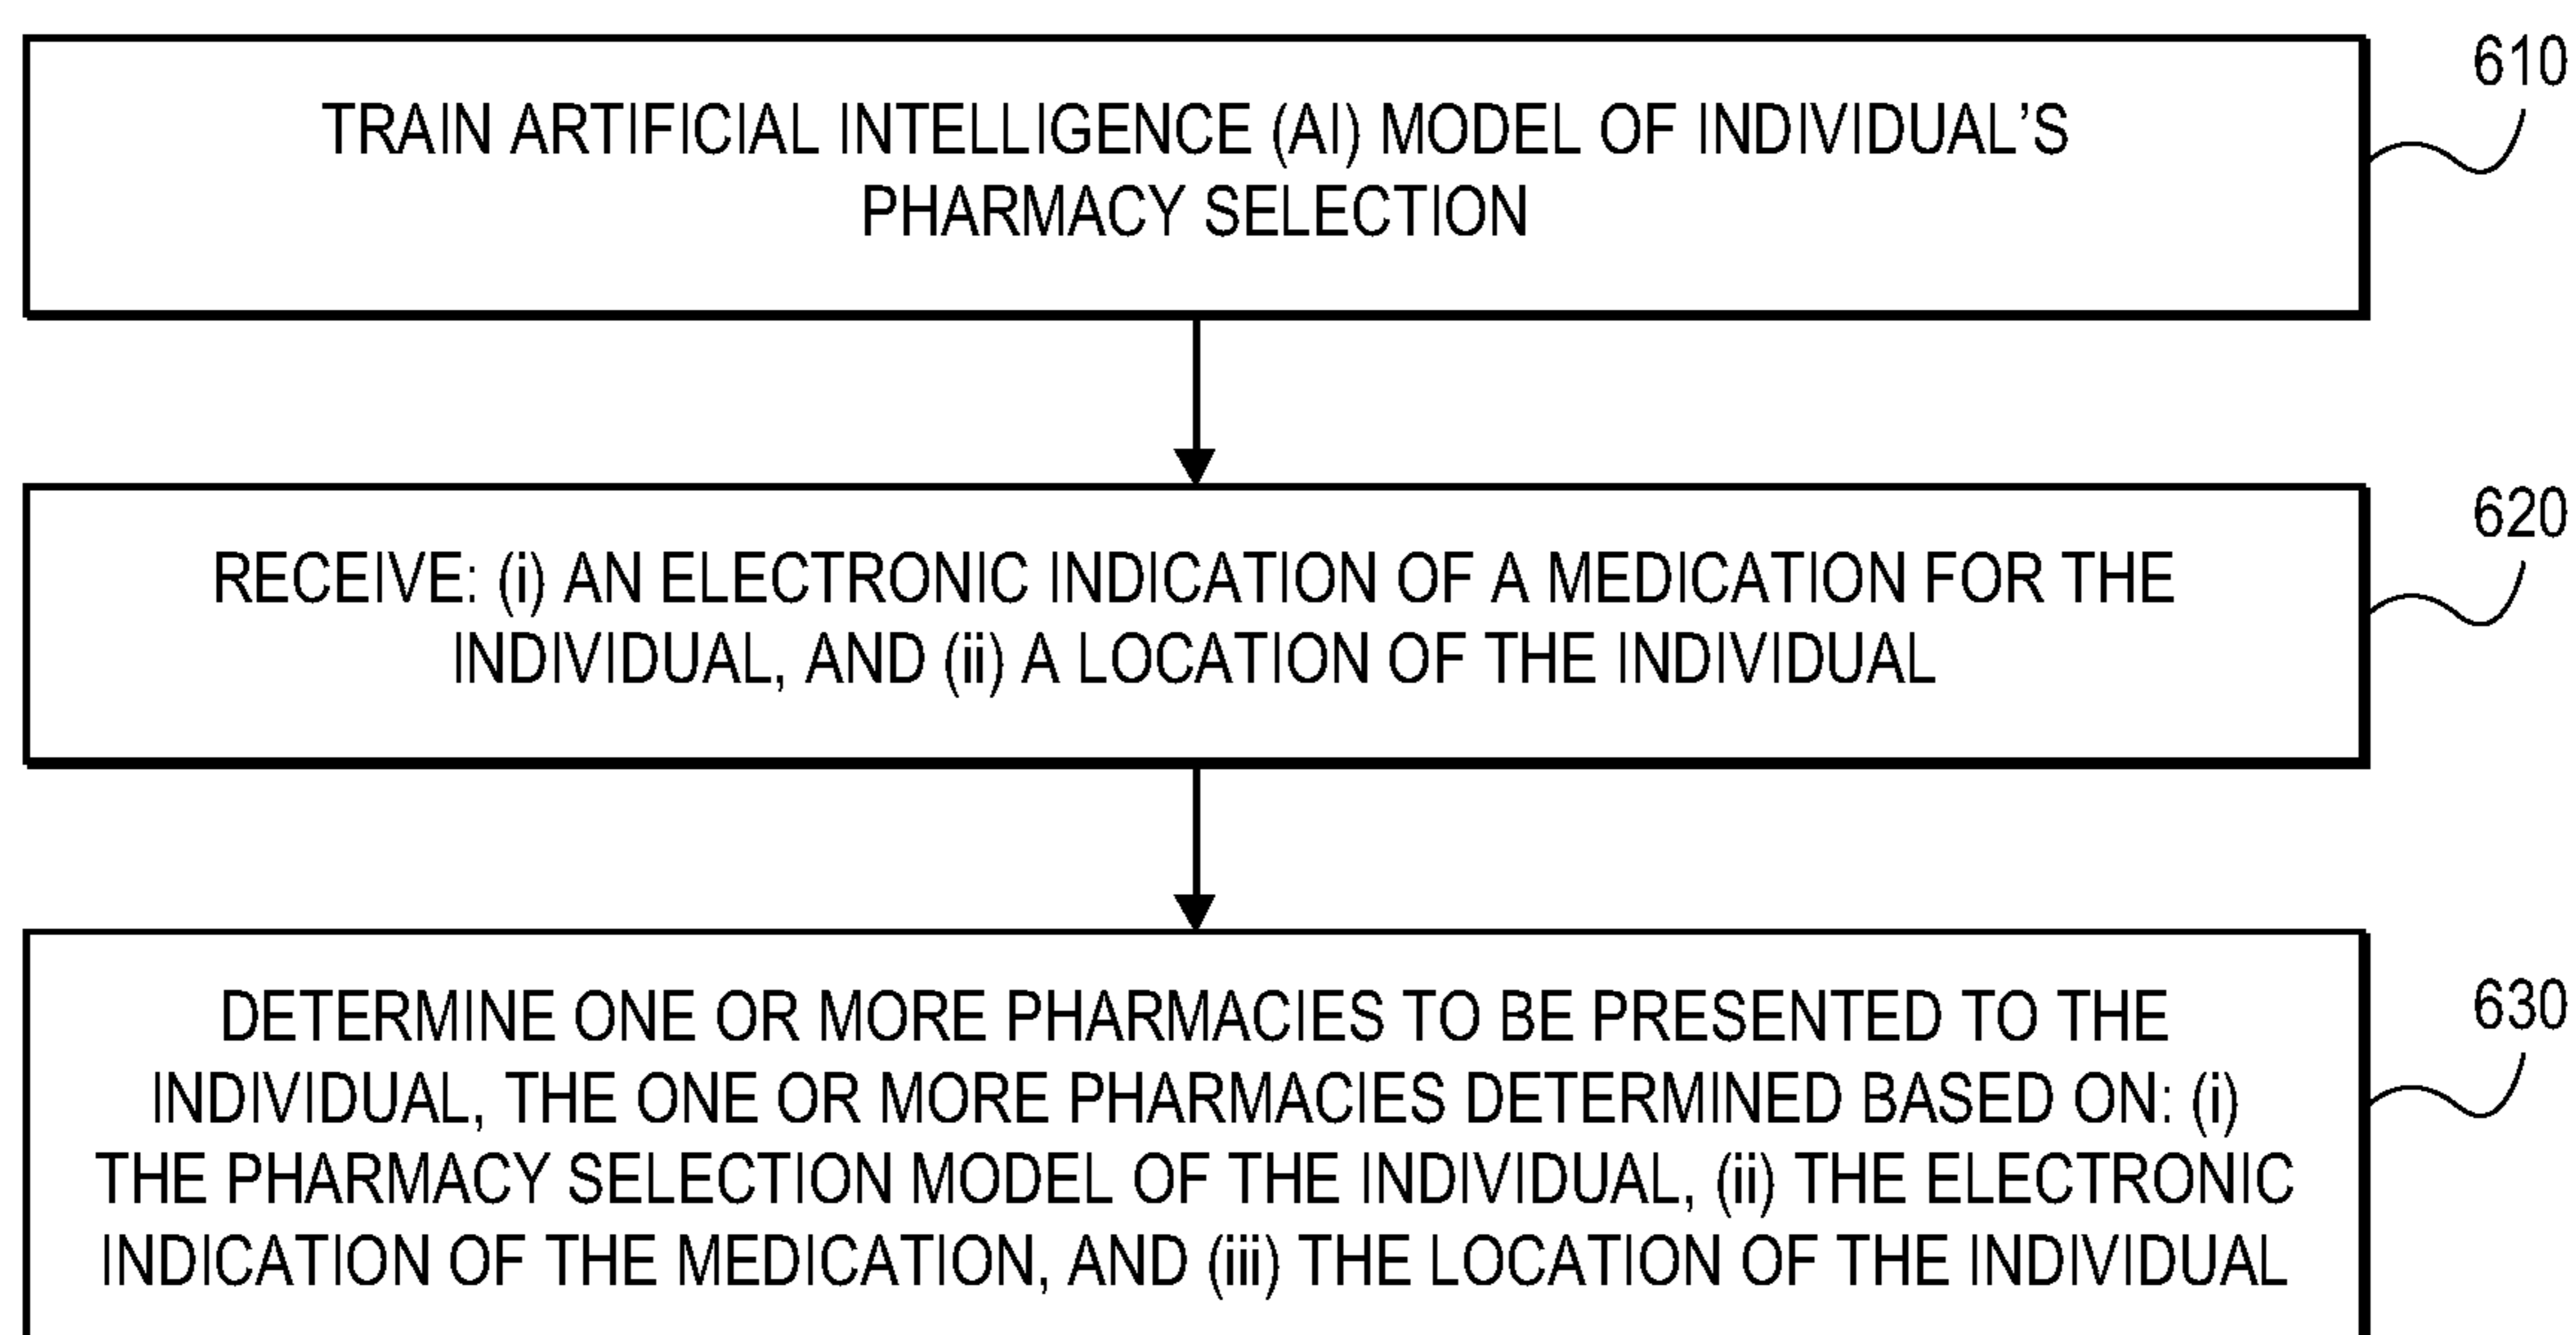 610
TRAIN ARTIFICIAL INTELLIGENCE (AI) MODEL OF INDIVIDUAL’S
PHARMACY SELECTION
620
RECEIVE: (i) AN ELECTRONIC INDICATION OF A MEDICATION FOR THE
INDIVIDUAL, AND (ii) A LOCATION OF THE INDIVIDUAL
630
DETERMINE ONE OR MORE PHARMACIES TO BE PRESENTED TO THE
INDIVIDUAL, THE ONE OR MORE PHARMACIES DETERMINED BASED ON: (i)
THE PHARMACY SELECTION MODEL OF THE INDIVIDUAL, (ii) THE ELECTRONIC
INDICATION OF THE MEDICATION, AND (iii) THE LOCATION OF THE INDIVIDUAL